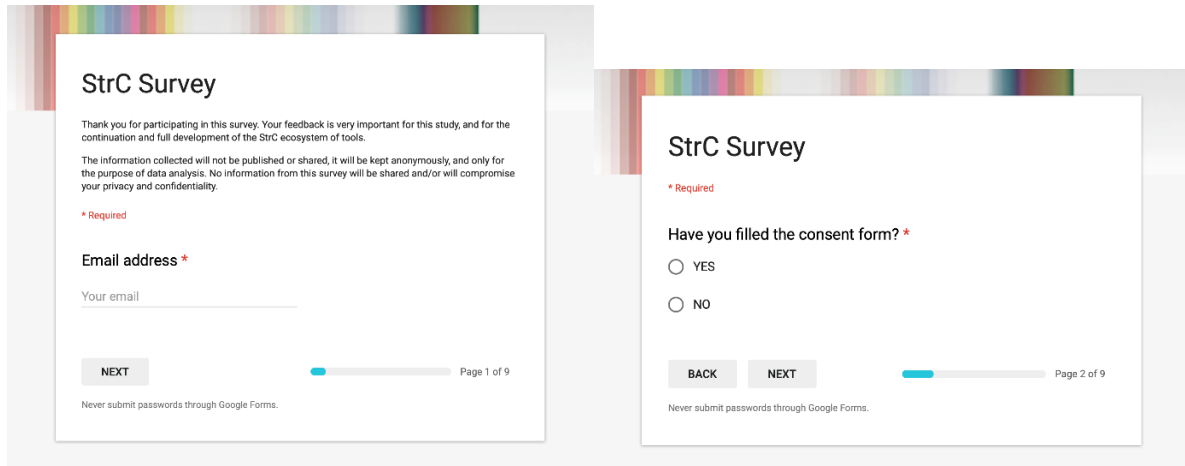 StrC Survey
Thank you for participating in this survey. Your feedback is very important for this study, and for the
continuation and full development of the StrC ecosystem of tools.
The information collected will not be published or shared, it will be kept anonymously, and only for
the purpose of data analysis. No information from this survey will be shared and/or will compromise
your privacy and confidentiality.
* Required
Email address *
Your email
NEXT
Page 1 of 9
Never submit passwords through Google Forms.
StrC Survey
* Required
Have you filled the consent form? *
YES
NO
BACK
NEXT
Page 2 of 9
Never submit passwords through Google Forms.